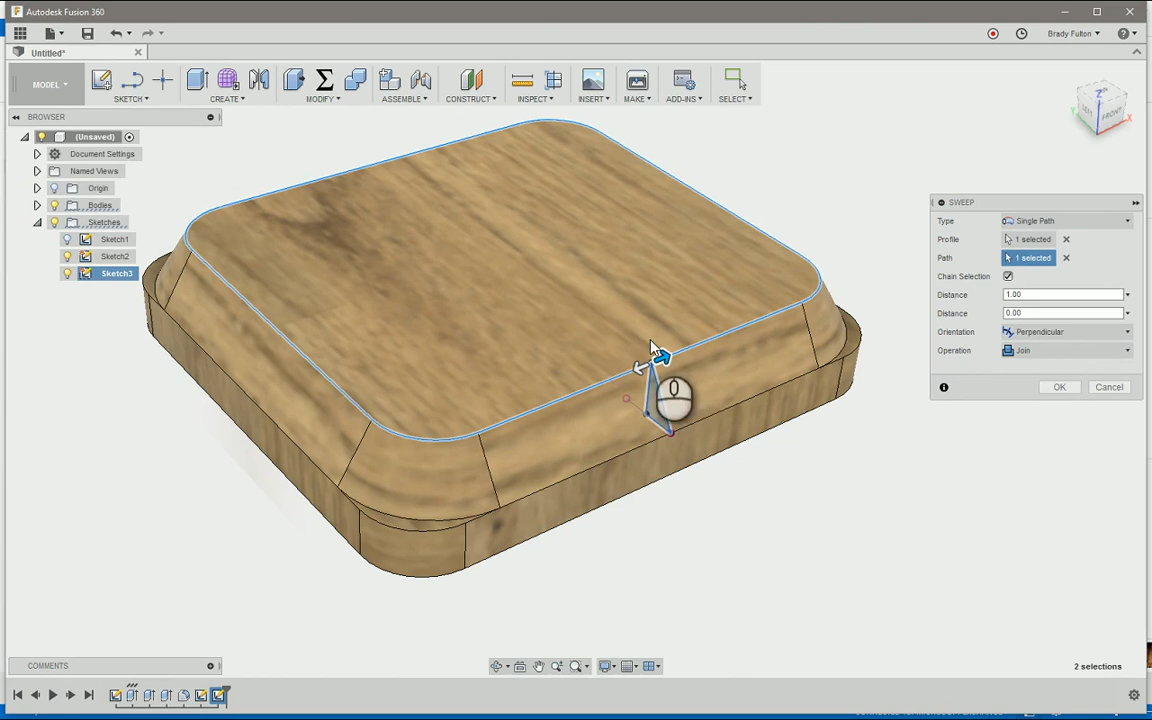 Autodesk Fusion 360
Brady Fulton
Untitled*
MODEL
SKETCH
CREATE
MODIFY
ASSEMBLE
CONSTRUCT
INSPECT
INSERT
MAKE
ADD-INS
SELECT
BROWSER
(Unsaved)
Document Settings
Named Views
Origin
Bodies
Sketches
Sketch1
Sketch2
Sketch3
Z
LEFT
FRONT
X
Y
SWEEP
Type
Single Path
Profile
1 selected
Path
1 selected
Chain Selection
Distance
1.00
Distance
0.00
Orientation
Perpendicular
Operation
Join
OK
Cancel
COMMENTS
2 selections